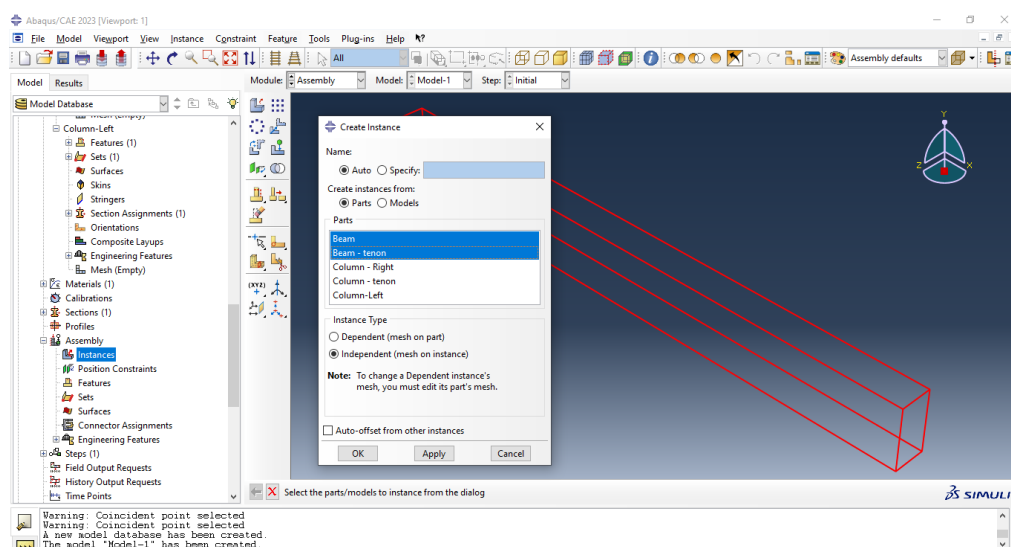 Abaqus/CAE 2023 [Viewport: 1]
File Model Viewport View Instance Constraint Feature Tools Plug-ins Help
All
Assembly defaults
Model Results
Module: Assembly Model: Model-1 Step: Initial
Model Database
Column-Left
Features (1)
Sets (1)
Surfaces
Skins
Stringers
Section Assignments (1)
Orientations
Composite Layups
Engineering Features
Mesh (Empty)
Materials (1)
Calibrations
Sections (1)
Profiles
Assembly
Instances
Position Constraints
Features
Sets
Surfaces
Connector Assignments
Engineering Features
Steps (1)
Field Output Requests
History Output Requests
Time Points
(XYZ)
Create Instance
Name:
Auto Specify:
Create instances from:
Parts Models
Parts
Beam
Beam - tenon
Column - Right
Column - tenon
Column-Left
Instance Type
Dependent (mesh on part)
Independent (mesh on instance)
Note: To change a Dependent instance's
mesh, you must edit its part's mesh.
Auto-offset from other instances
OK Apply Cancel
Y
Z X
Select the parts/models to instance from the dialog
SIMULI
Warning: Coincident point selected
Warning: Coincident point selected
A new model database has been created.
The model "Model-1" has been created.